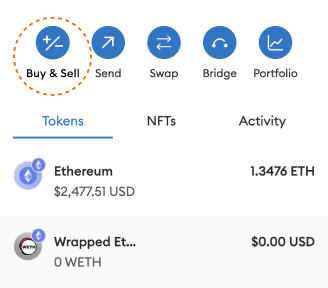 Buy & Sell Send Swap Bridge Portfolio
Tokens NFTs Activity
Ethereum 1.3476 ETH
$2,477.51 USD
WETH
Wrapped Et... $0.00 USD
0 WETH